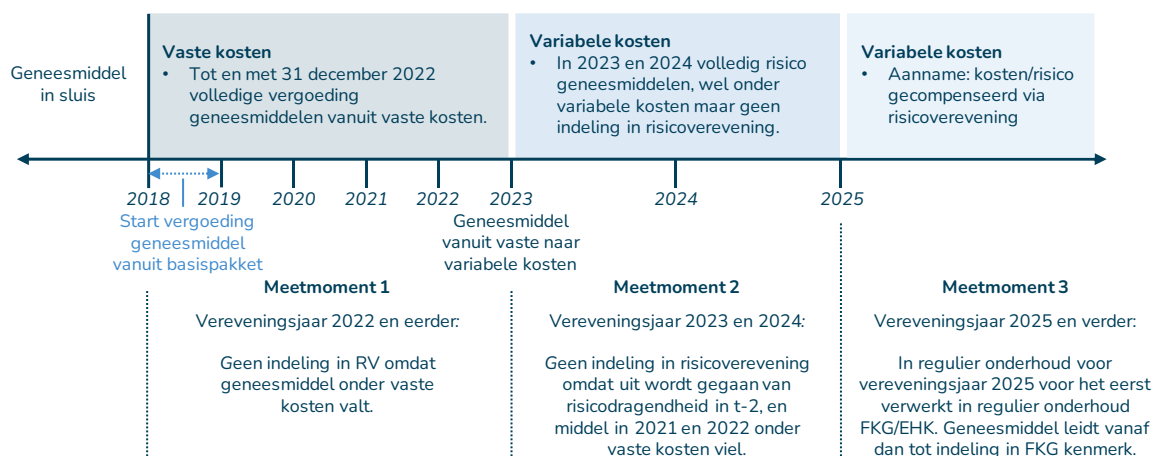 Geneesmiddel
in sluis
Vaste kosten
• Tot en met 31 december 2022
volledige vergoeding
geneesmiddelen vanuit vaste kosten.
Variabele kosten
• In 2023 en 2024 volledig risico
geneesmiddelen, wel onder
variabele kosten maar geen
indeling in risicoverevening.
Variabele kosten
• Aanname: kosten/risico
gecompenseerd via
risicoverevening
2018 2019 2020 2021 2022 2023 2024 2025
Start vergoeding
geneesmiddel
vanuit basispakket
Geneesmiddel
vanuit vaste naar
variabele kosten
Meetmoment 1
Vereveningsjaar 2022 en eerder:
Geen indeling in RV omdat
geneesmiddel onder vaste
kosten valt.
Meetmoment 2
Vereveningsjaar 2023 en 2024:
Geen indeling in risicoverevening
omdat uit wordt gegaan van
risicodragendheid in t-2, en
middel in 2021 en 2022 onder
vaste kosten viel.
Meetmoment 3
Vereveningsjaar 2025 en verder:
In regulier onderhoud voor
vereveningsjaar 2025 voor het eerst
verwerkt in regulier onderhoud
FKG/EHK. Geneesmiddel leidt vanaf
dan tot indeling in FKG kenmerk.